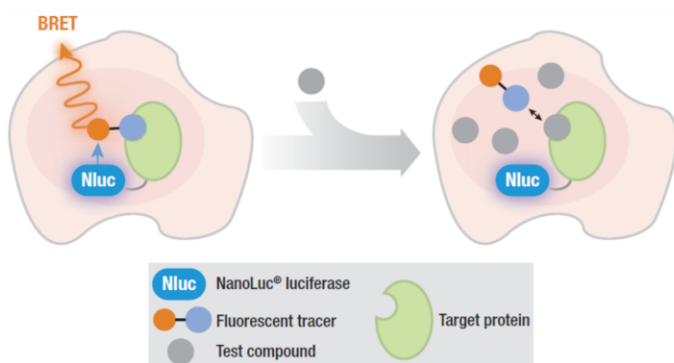 BRET
Nluc
Nluc
Nluc NanoLuc® luciferase
Fluorescent tracer
Target protein
Test compound